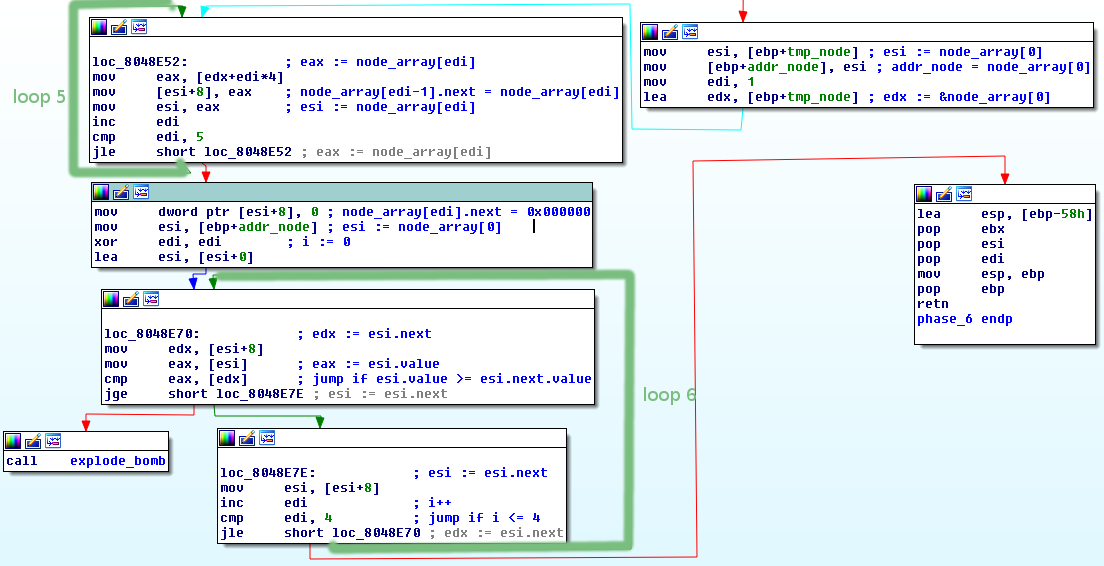 loc_8048E52: ; eax := node_array[edi]
mov eax, [edx+edi*4]
mov [esi+8], eax ; node_array[edi-1].next = node_array[edi]
mov esi, eax ; esi := node_array[edi]
inc edi
cmp edi, 5
jle short loc_8048E52 ; eax := node_array[edi]
loop 5
mov esi, [ebp+tmp_node] ; esi := node_array[0]
mov [ebp+addr_node], esi ; addr_node = node_array[0]
mov edi, 1
lea edx, [ebp+tmp_node] ; edx := &node_array[0]
mov dword ptr [esi+8], 0 ; node_array[edi].next = 0x000000
mov esi, [ebp+addr_node] ; esi := node_array[0]
xor edi, edi ; i := 0
lea esi, [esi+0]
lea esp, [ebp-58h]
pop ebx
pop esi
pop edi
mov esp, ebp
pop ebp
retn
phase_6 endp
loc_8048E70: ; edx := esi.next
mov edx, [esi+8]
mov eax, [esi] ; eax := esi.value
cmp eax, [edx] ; jump if esi.value >= esi.next.value
jge short loc_8048E7E ; esi := esi.next
loop 6
call explode_bomb
loc_8048E7E: ; esi := esi.next
mov esi, [esi+8]
inc edi ; i++
cmp edi, 4 ; jump if i <= 4
jle short loc_8048E70 ; edx := esi.next